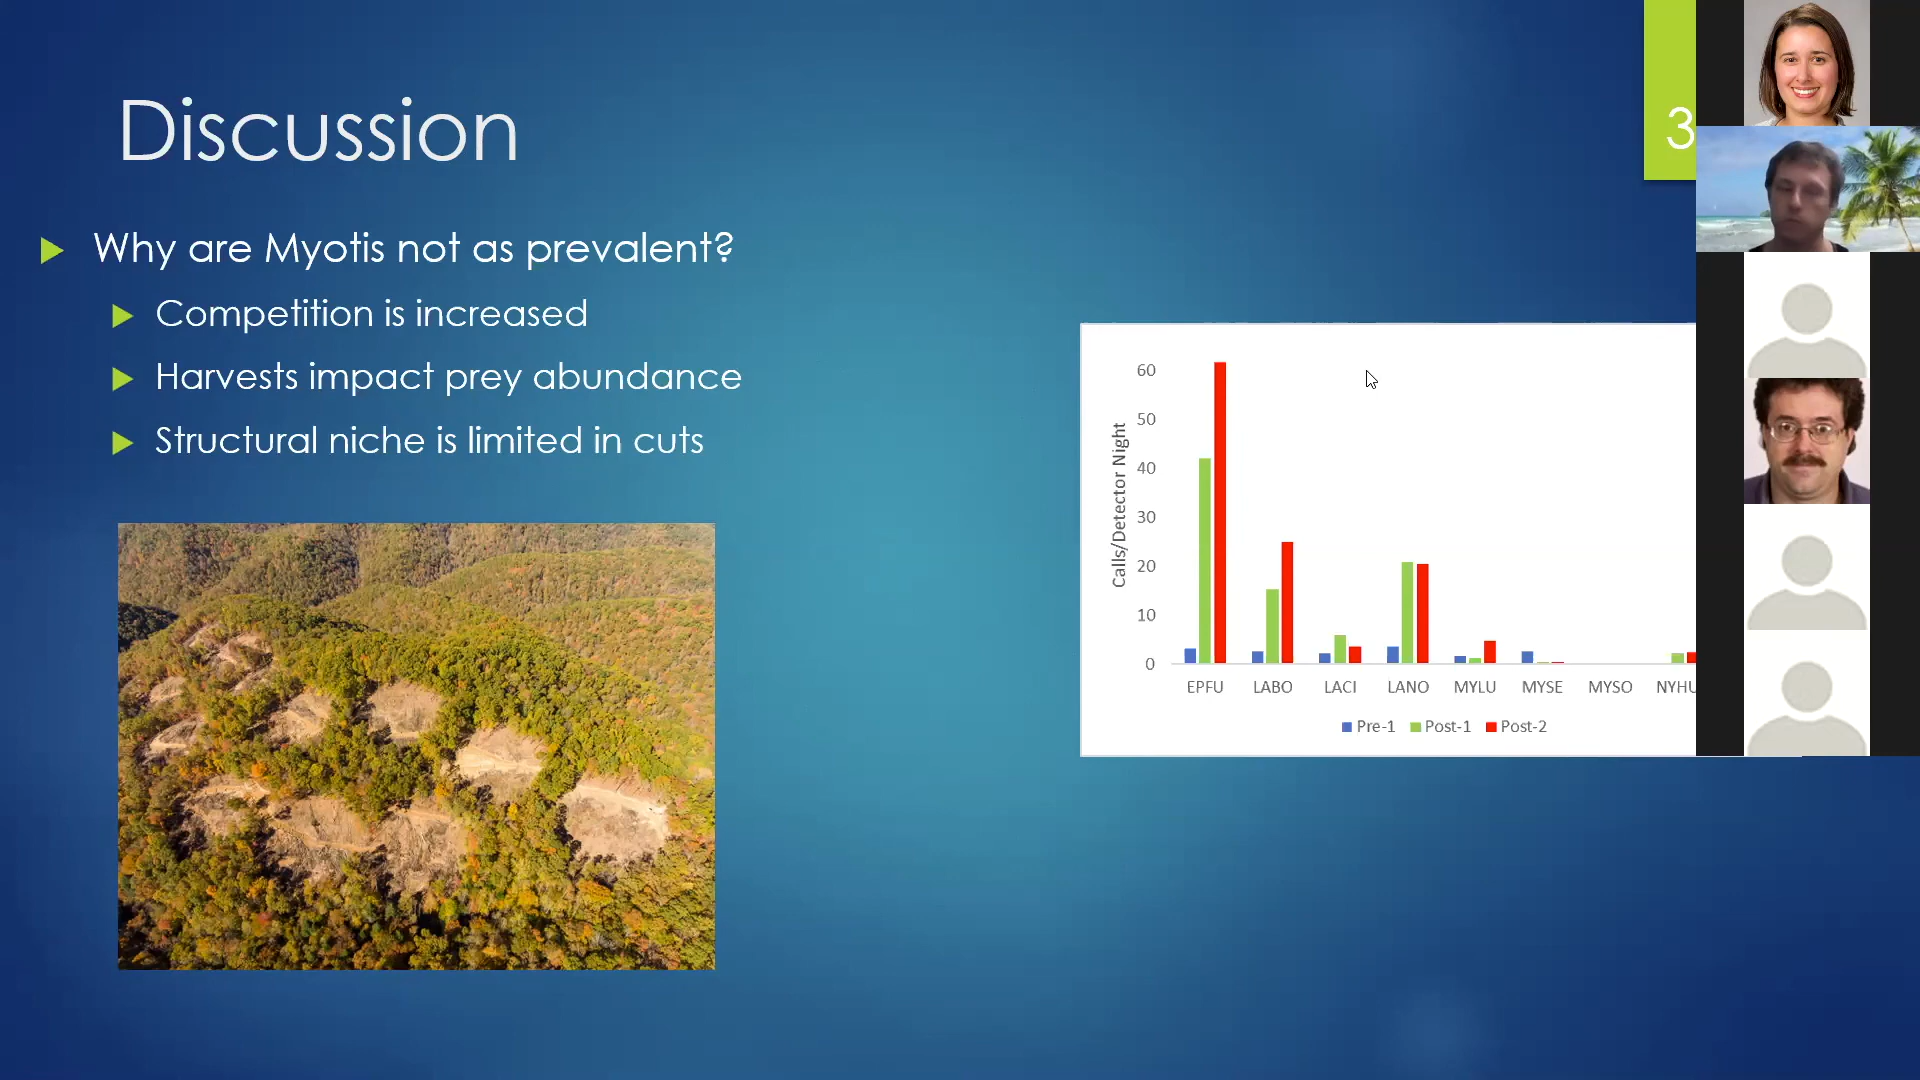 Discussion
3
Why are Myotis not as prevalent?
Competition is increased
Harvests impact prey abundance
Structural niche is limited in cuts
Calls/Detector Night
60
50
40
30
20
10
0
EPFU LABO LACI LANO MYLU MYSE MYSO NYHU
Pre-1 Post-1 Post-2